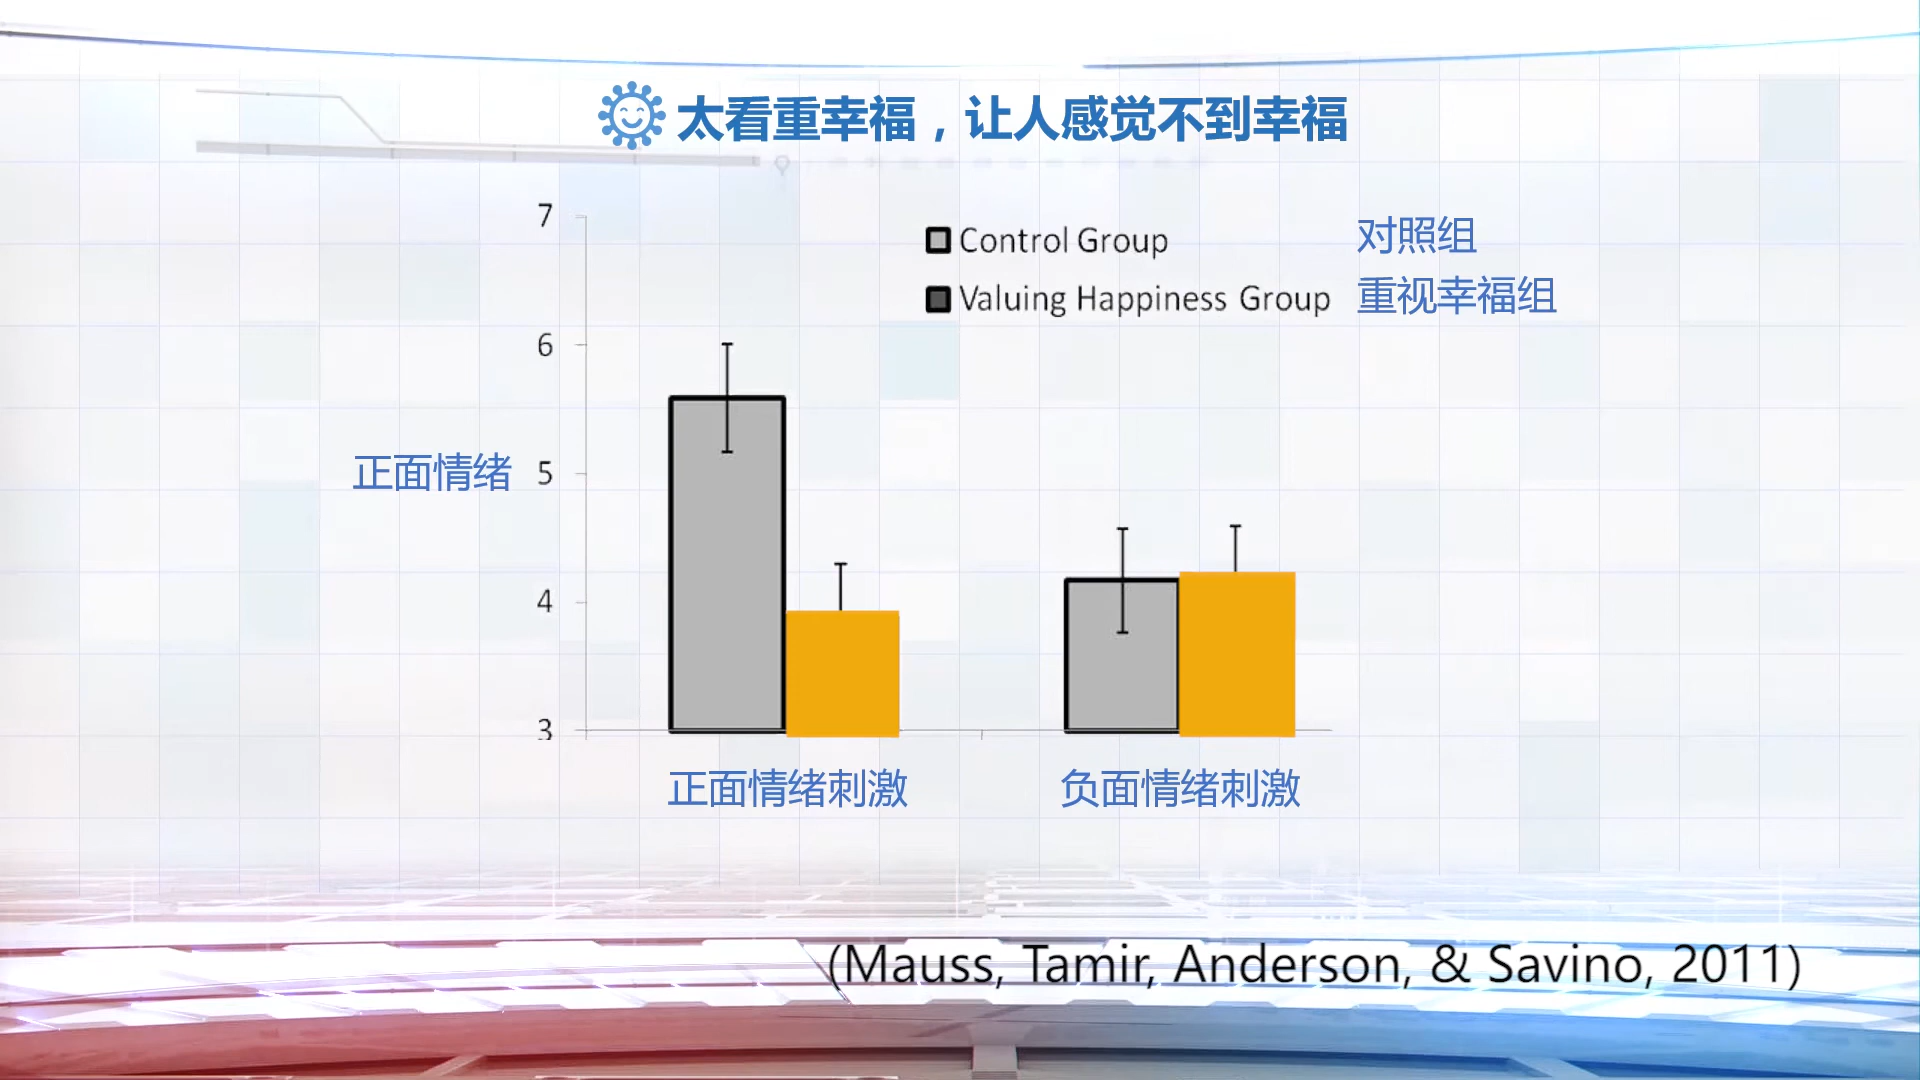 太看重幸福，让人感觉不到幸福
7
Control Group 对照组
Valuing Happiness Group 重视幸福组
6
正面情绪 5
4
3
正面情绪刺激 负面情绪刺激
(Mauss, Tamir, Anderson, & Savino, 2011)